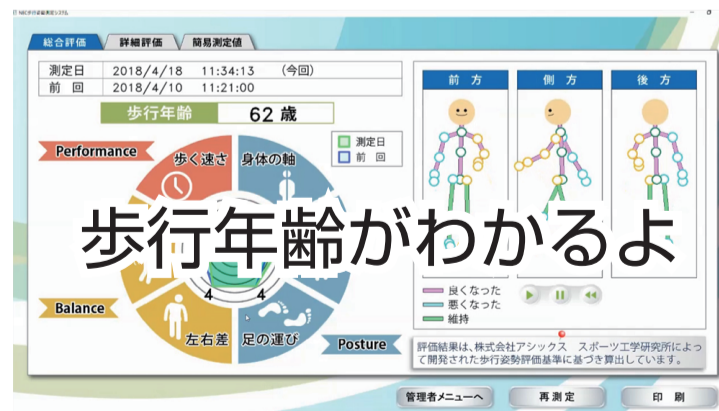 NEC歩行姿勢測定システム
総合評価 詳細評価 簡易測定値
測定日 2018/4/18 11:34:13 (今回)
前 回 2018/4/10 11:21:00
歩行年齢 62 歳
測定日
前 回
Performance
歩く速さ 身体の軸
歩行年齢がわかるよ
4 4
Balance
左右差 足の運び
Posture
前 方 側 方 後 方
良くなった
悪くなった
維持
評価結果は、株式会社アシックス スポーツ工学研究所によっ
て開発された歩行姿勢評価基準に基づき算出しています。
管理者メニューへ 再 測 定 印 刷